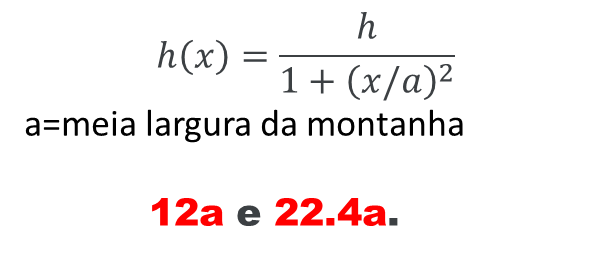 h(x) = h / 1 + (x/a)²
a=meia largura da montanha
12a e 22.4a.